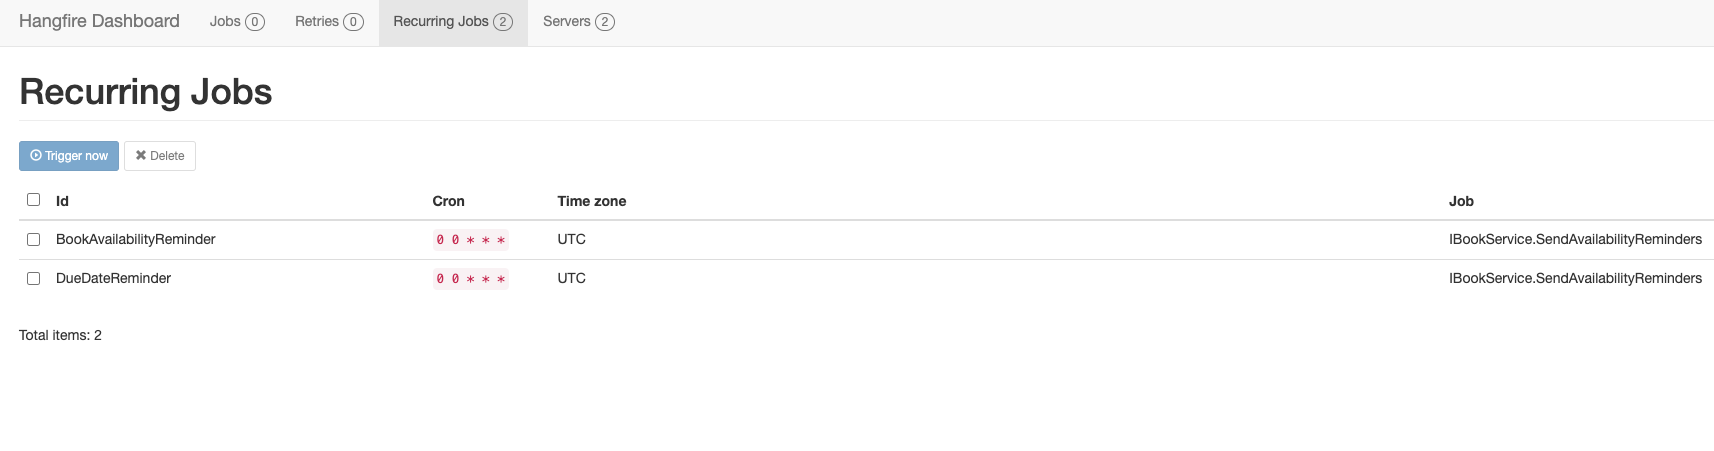 Hangfire Dashboard Jobs 0 Retries 0 Recurring Jobs 2 Servers 2
Recurring Jobs
Trigger now Delete
Id Cron Time zone Job
BookAvailabilityReminder 0 0 * * * UTC IBookService.SendAvailabilityReminders
DueDateReminder 0 0 * * * UTC IBookService.SendAvailabilityReminders
Total items: 2